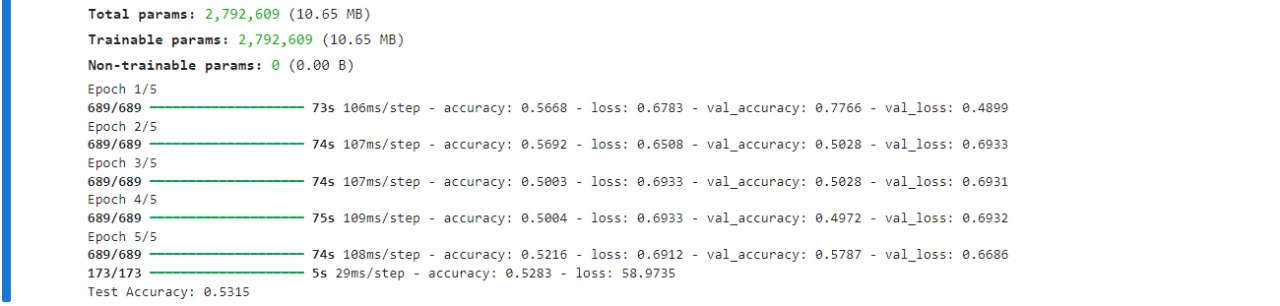 Total params: 2,792,609 (10.65 MB)
Trainable params: 2,792,609 (10.65 MB)
Non-trainable params: 0 (0.00 B)
Epoch 1/5
689/689 ━━━━━━━━━━━━━━━━━━━━ 73s 106ms/step - accuracy: 0.5668 - loss: 0.6783 - val_accuracy: 0.7766 - val_loss: 0.4899
Epoch 2/5
689/689 ━━━━━━━━━━━━━━━━━━━━ 74s 107ms/step - accuracy: 0.5692 - loss: 0.6508 - val_accuracy: 0.5028 - val_loss: 0.6933
Epoch 3/5
689/689 ━━━━━━━━━━━━━━━━━━━━ 74s 107ms/step - accuracy: 0.5003 - loss: 0.6933 - val_accuracy: 0.5028 - val_loss: 0.6931
Epoch 4/5
689/689 ━━━━━━━━━━━━━━━━━━━━ 75s 109ms/step - accuracy: 0.5004 - loss: 0.6933 - val_accuracy: 0.4972 - val_loss: 0.6932
Epoch 5/5
689/689 ━━━━━━━━━━━━━━━━━━━━ 74s 108ms/step - accuracy: 0.5216 - loss: 0.6912 - val_accuracy: 0.5787 - val_loss: 0.6686
173/173 ━━━━━━━━━━━━━━━━━━━━ 5s 29ms/step - accuracy: 0.5283 - loss: 58.9735
Test Accuracy: 0.5315